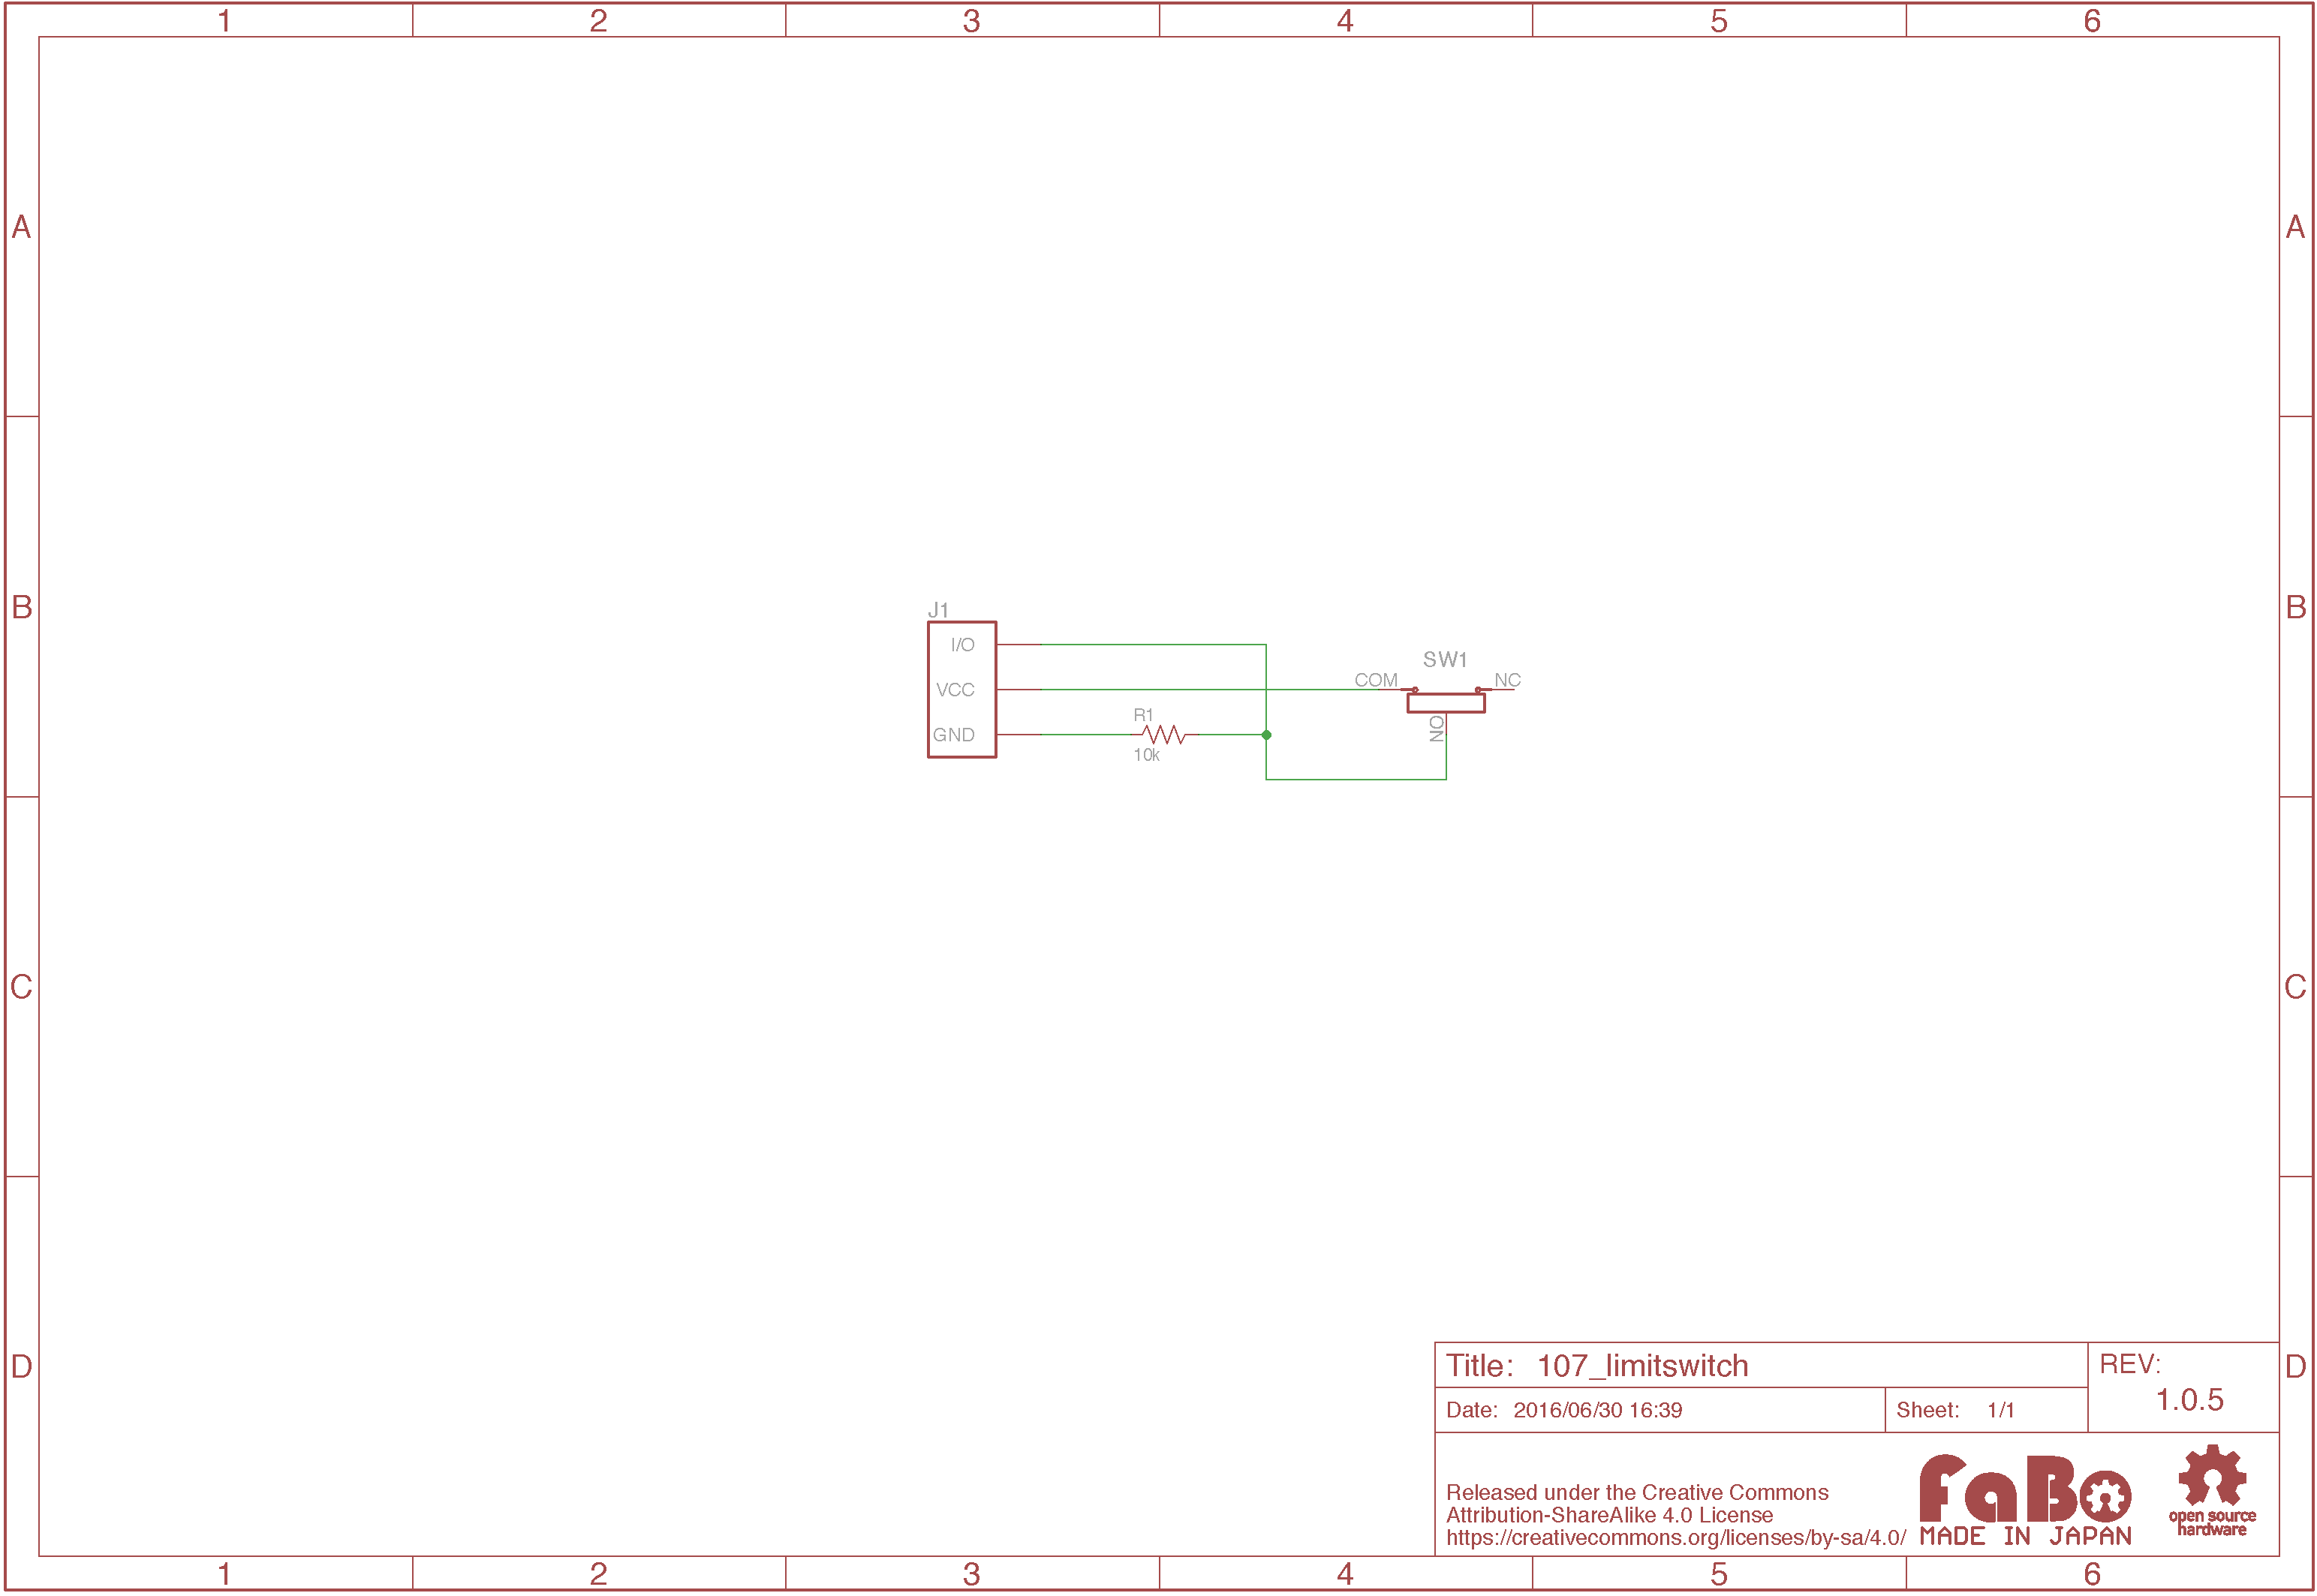 1 2 3 4 5 6
A A
B B
J1
I/O
VCC
GND
R1
10k
SW1
COM NC
NO
C C
D D
Title: 107_limitswitch
REV:
1.0.5
Date: 2016/06/30 16:39 Sheet: 1/1
Released under the Creative Commons
Attribution-ShareAlike 4.0 License
https://creativecommons.org/licenses/by-sa/4.0/
FaBo
MADE IN JAPAN
open source
hardware
1 2 3 4 5 6